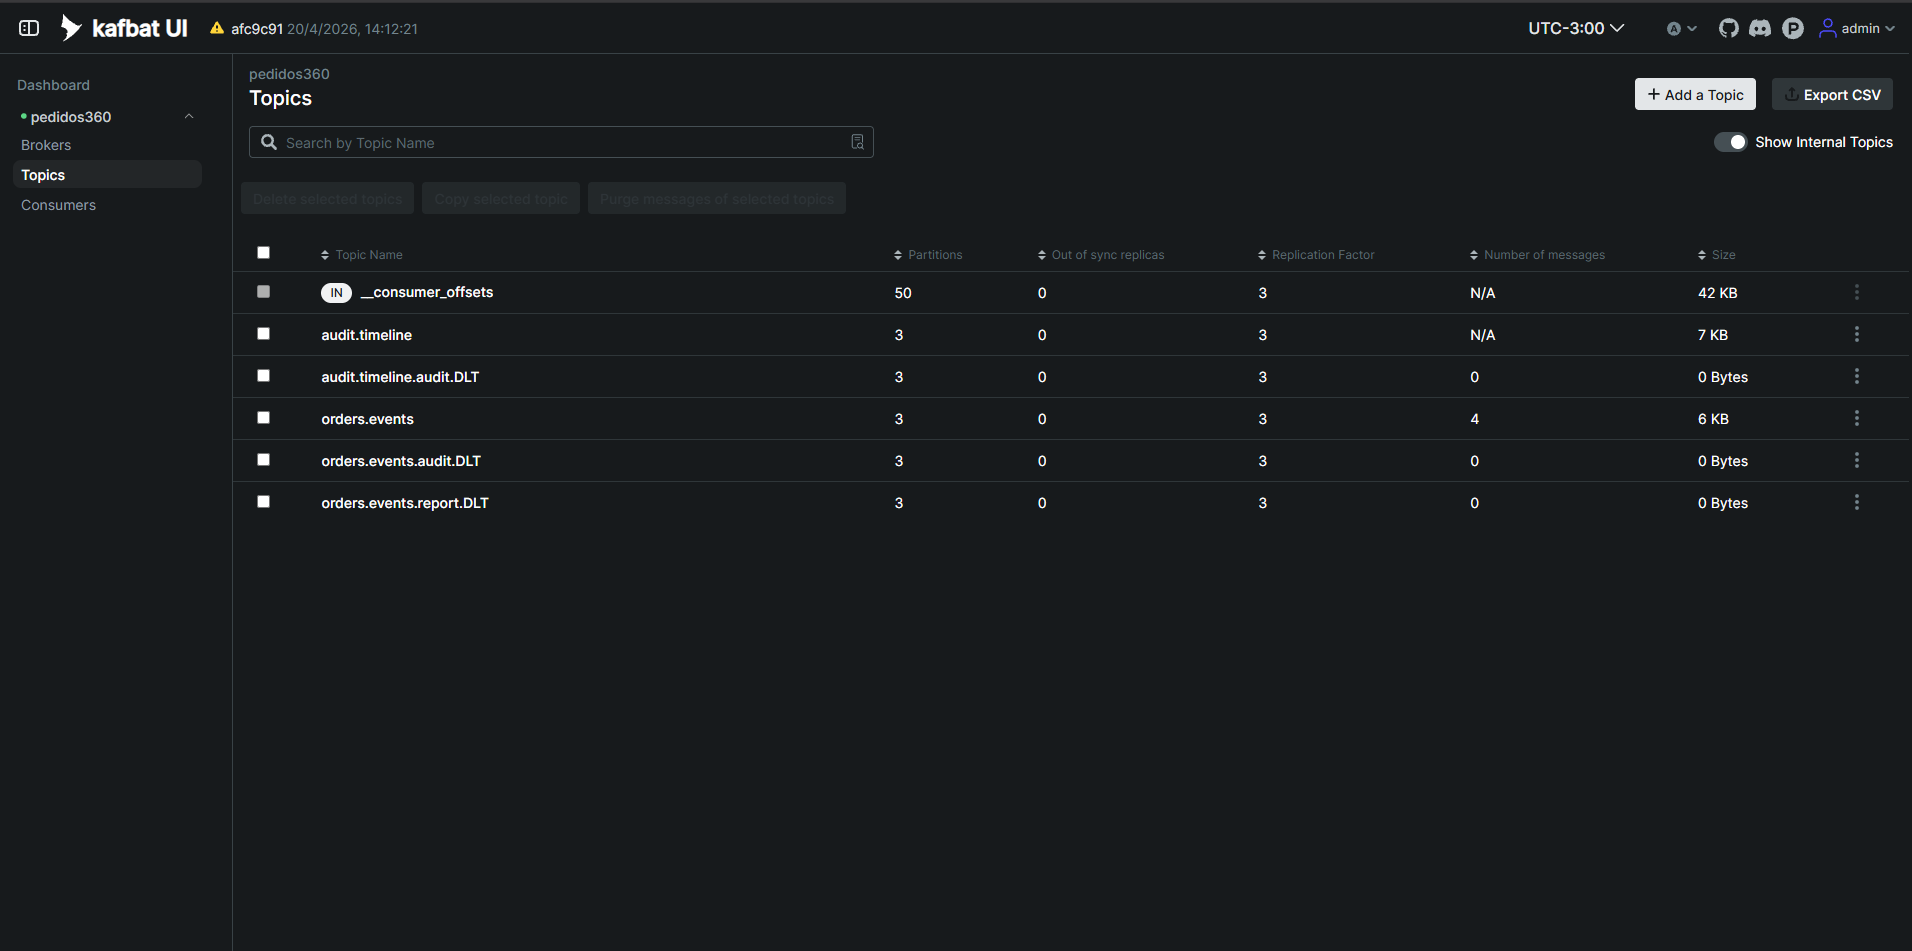 kafbat UI afc9c91 20/4/2026, 14:12:21 UTC-3:00 A P admin
Dashboard
pedidos360
Brokers
Topics
Consumers
pedidos360
Topics
+ Add a Topic Export CSV
Search by Topic Name
Show Internal Topics
Delete selected topics Copy selected topic Purge messages of selected topics
Topic Name Partitions Out of sync replicas Replication Factor Number of messages Size
IN __consumer_offsets 50 0 3 N/A 42 KB
audit.timeline 3 0 3 N/A 7 KB
audit.timeline.audit.DLT 3 0 3 0 0 Bytes
orders.events 3 0 3 4 6 KB
orders.events.audit.DLT 3 0 3 0 0 Bytes
orders.events.report.DLT 3 0 3 0 0 Bytes